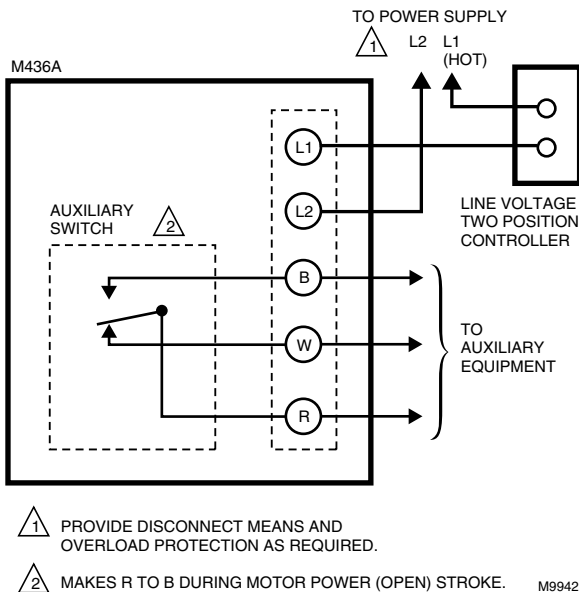 TO POWER SUPPLY
1
L2 L1
(HOT)
M436A
L1
L2
AUXILIARY
SWITCH
2
LINE VOLTAGE
TWO POSITION
CONTROLLER
B
W
R
TO
AUXILIARY
EQUIPMENT
1 PROVIDE DISCONNECT MEANS AND
OVERLOAD PROTECTION AS REQUIRED.
2 MAKES R TO B DURING MOTOR POWER (OPEN) STROKE.
M9942